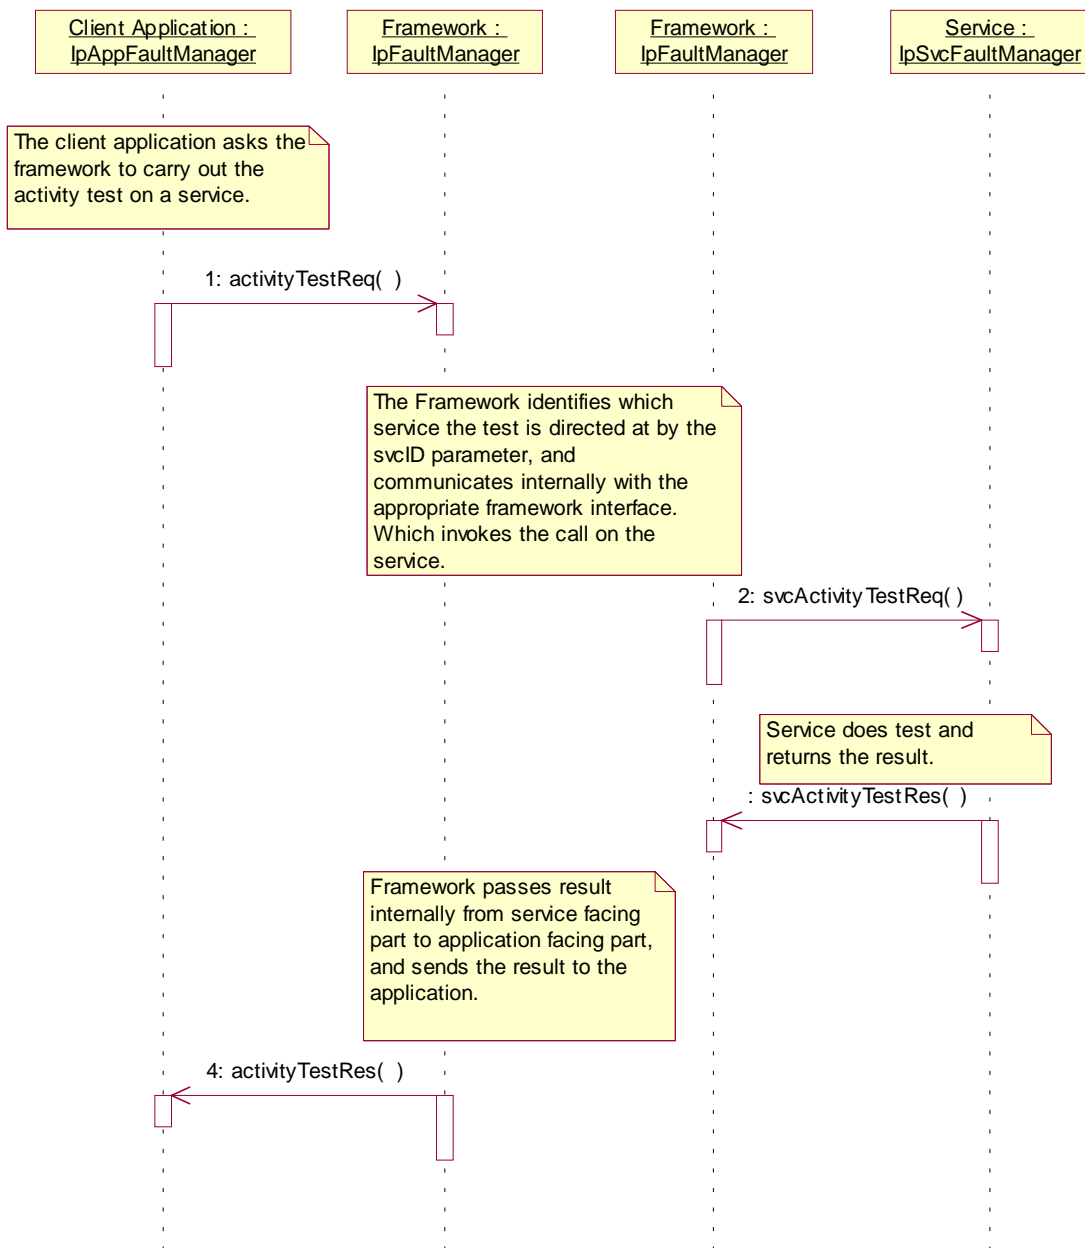 Client Application :
IpAppFaultManager
Framework :
IpFaultManager
Framework :
IpFaultManager
Service :
IpSvcFaultManager
The client application asks the
framework to carry out the
activity test on a service.
1: activityTestReq(  )
The Framework identifies which
service the test is directed at by the
svcID parameter, and
communicates internally with the
appropriate framework interface.
Which invokes the call on the
service.
2: svcActivityTestReq( )
Service does test and
returns the result.
: svcActivityTestRes(  )
Framework passes result
internally from service facing
part to application facing part,
and sends the result to the
application.
4: activityTestRes(  )